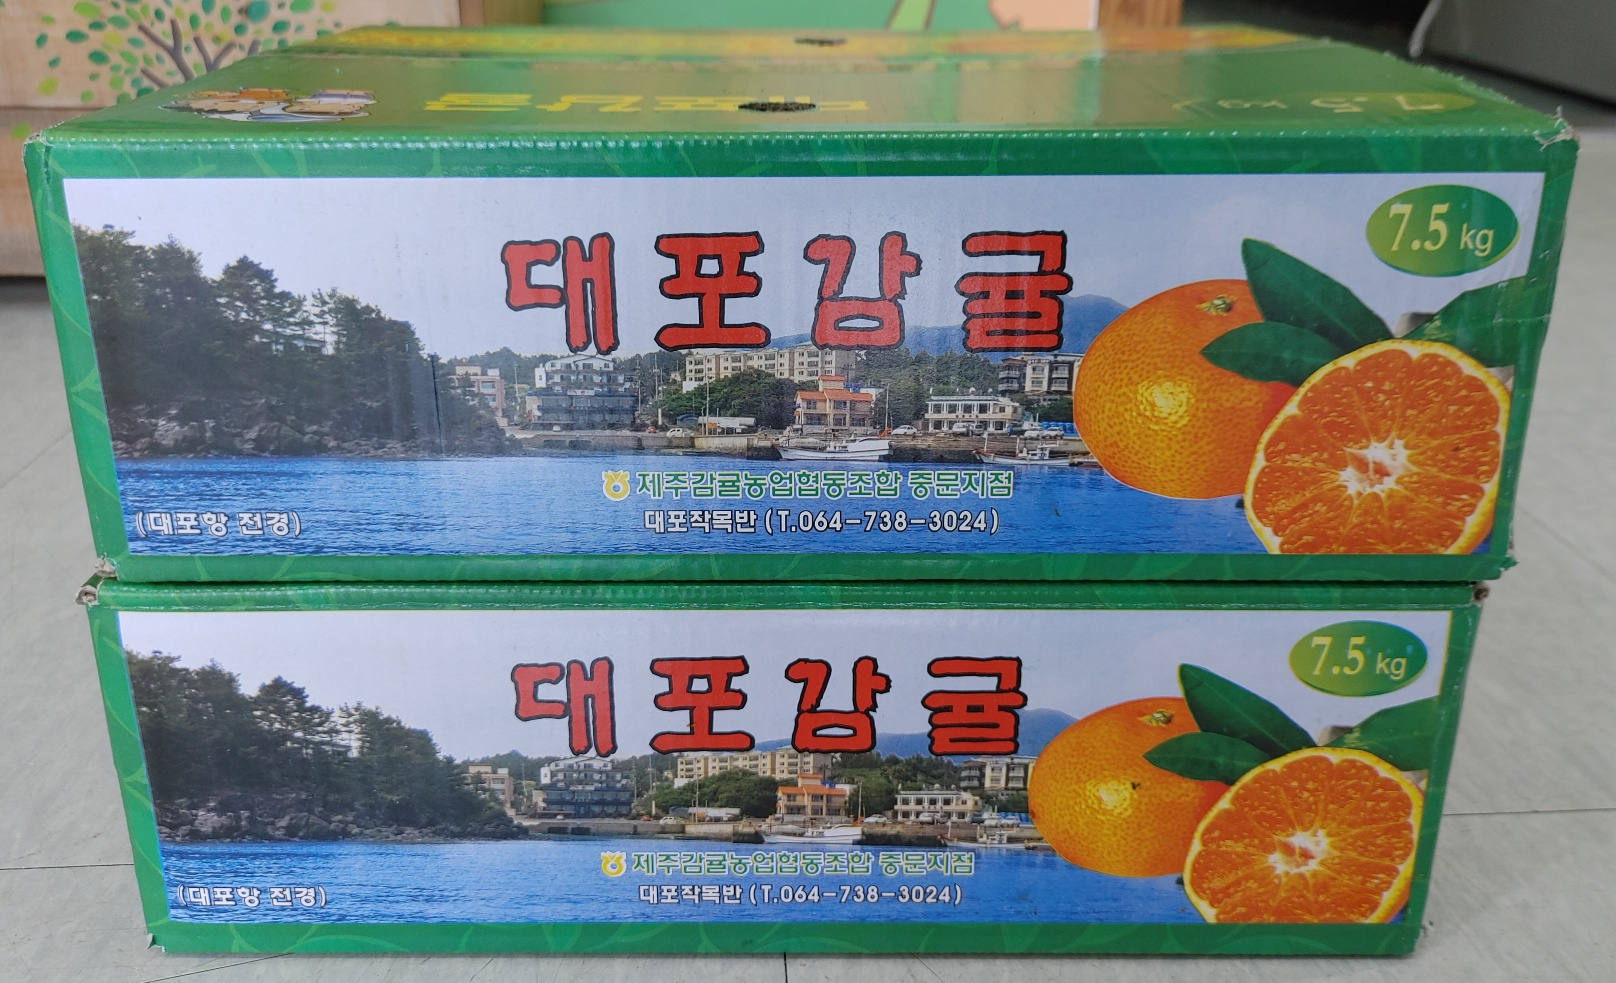 7.5 kg
대포감귤
7.5 kg
제주감귤농업협동조합 중문지점
대포작목반 (T.064-738-3024)
(대포항 전경)
대포감귤
7.5 kg
제주감귤농업협동조합 중문지점
대포작목반 (T.064-738-3024)
(대포항 전경)